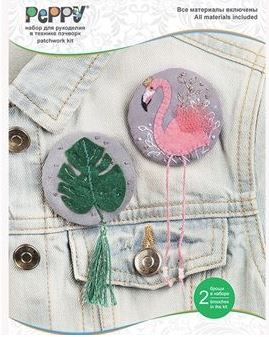 Peppy
набор для рукоделия
в технике пэчворк
patchwork kit
Все материалы включены
All materials included
2 броши
в наборе
brooches
in the kit